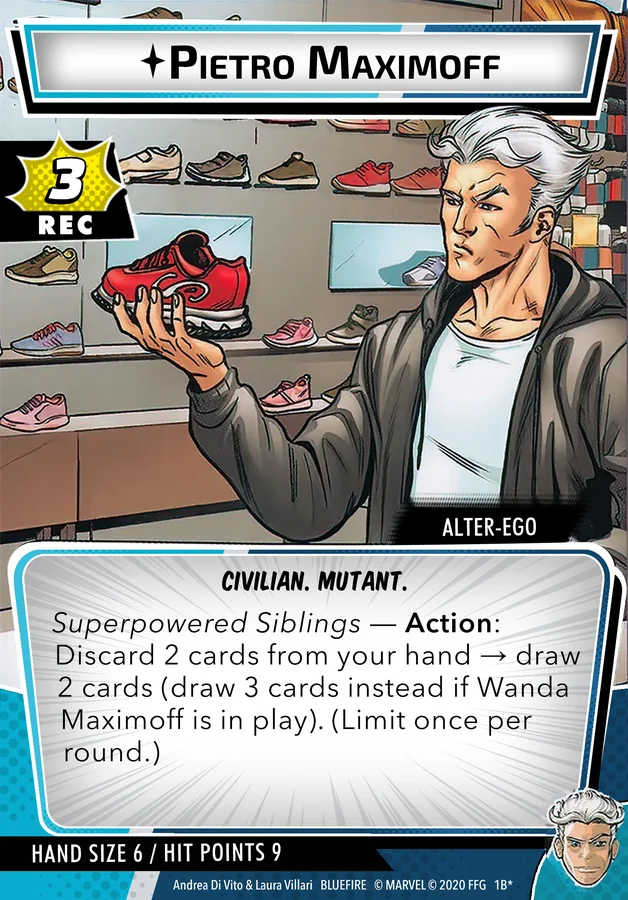 ✦PIETRO MAXIMOFF
3
REC
ALTER-EGO
CIVILIAN. MUTANT.
Superpowered Siblings — Action:
Discard 2 cards from your hand → draw
2 cards (draw 3 cards instead if Wanda
Maximoff is in play). (Limit once per
round.)
HAND SIZE 6 / HIT POINTS 9
Andrea Di Vito & Laura Villari BLUEFIRE © MARVEL © 2020 FFG 1B*